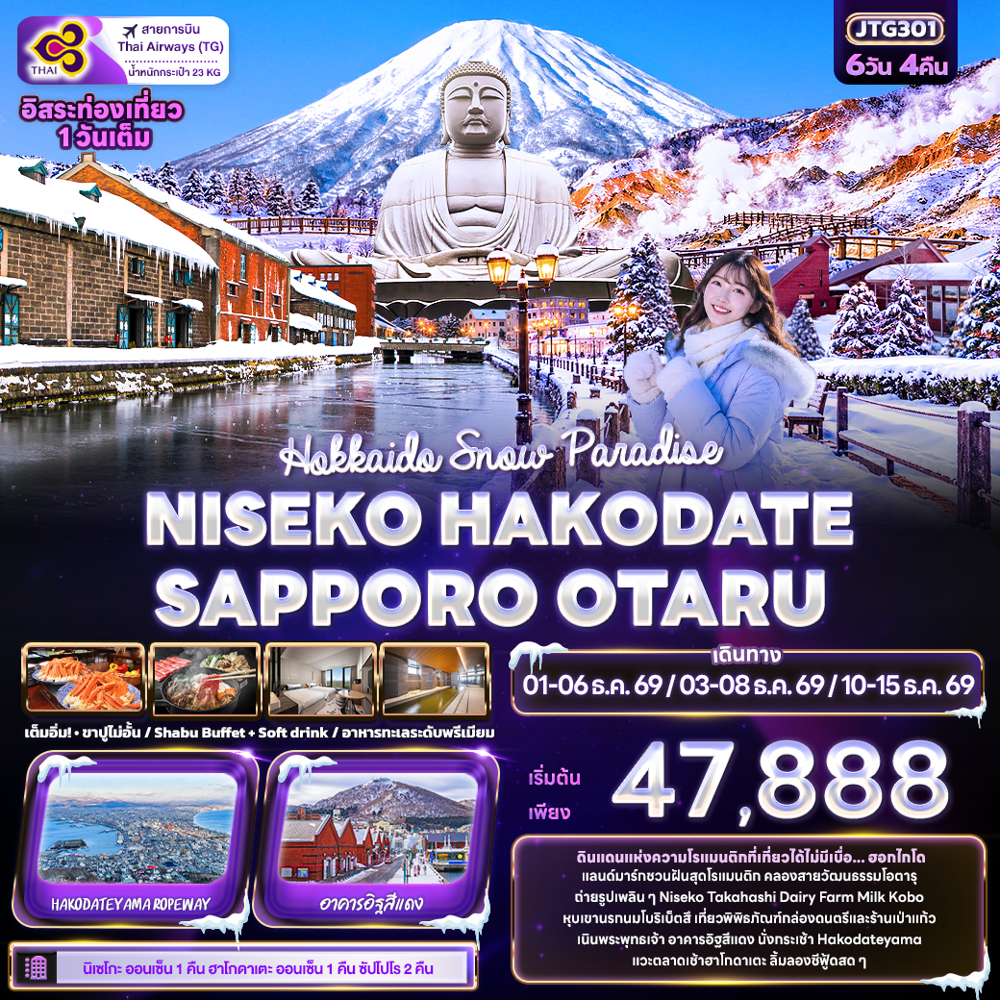 THAI
สายการบิน
Thai Airways (TG)
น้ำหนักกระเป๋า 23 KG
JTG301
6วัน 4คืน
อิสระท่องเที่ยว
1 วันเต็ม
Hokkaido Snow Paradise
NISEKO HAKODATE
SAPPORO OTARU
เต็มอิ่ม! • ขาปูไม่อั้น / Shabu Buffet + Soft drink / อาหารทะเลระดับพรีเมียม
เดินทาง
01-06 ธ.ค. 69 / 03-08 ธ.ค. 69 / 10-15 ธ.ค. 69
เริ่มต้น
เพียง
47,888
HAKODATEYAMA ROPEWAY
อาคารอิฐสีแดง
ดินแดนแห่งความโรแมนติกที่เที่ยวได้ไม่มีเบื่อ... ฮอกไกโด
แลนด์มาร์กชวนฝันสุดโรแมนติก คลองสายวัฒนธรรมโอตารุ
ถ่ายรูปเพลิน ๆ Niseko Takahashi Dairy Farm Milk Kobo
หุบเขานรกนมโบริเบ็ตสึ เที่ยวพิพิธภัณฑ์กล่องดนตรีและร้านเป่าแก้ว
เนินพระพุทธเจ้า อาคารอิฐสีแดง นั่งกระเช้า Hakodateyama
แวะตลาดเช้าฮาโกดาเตะ ลิ้มลองซีฟู้ดสด ๆ
นิเซโกะ ออนเซ็น 1 คืน ฮาโกดาเตะ ออนเซ็น 1 คืน ซัปโปโร 2 คืน